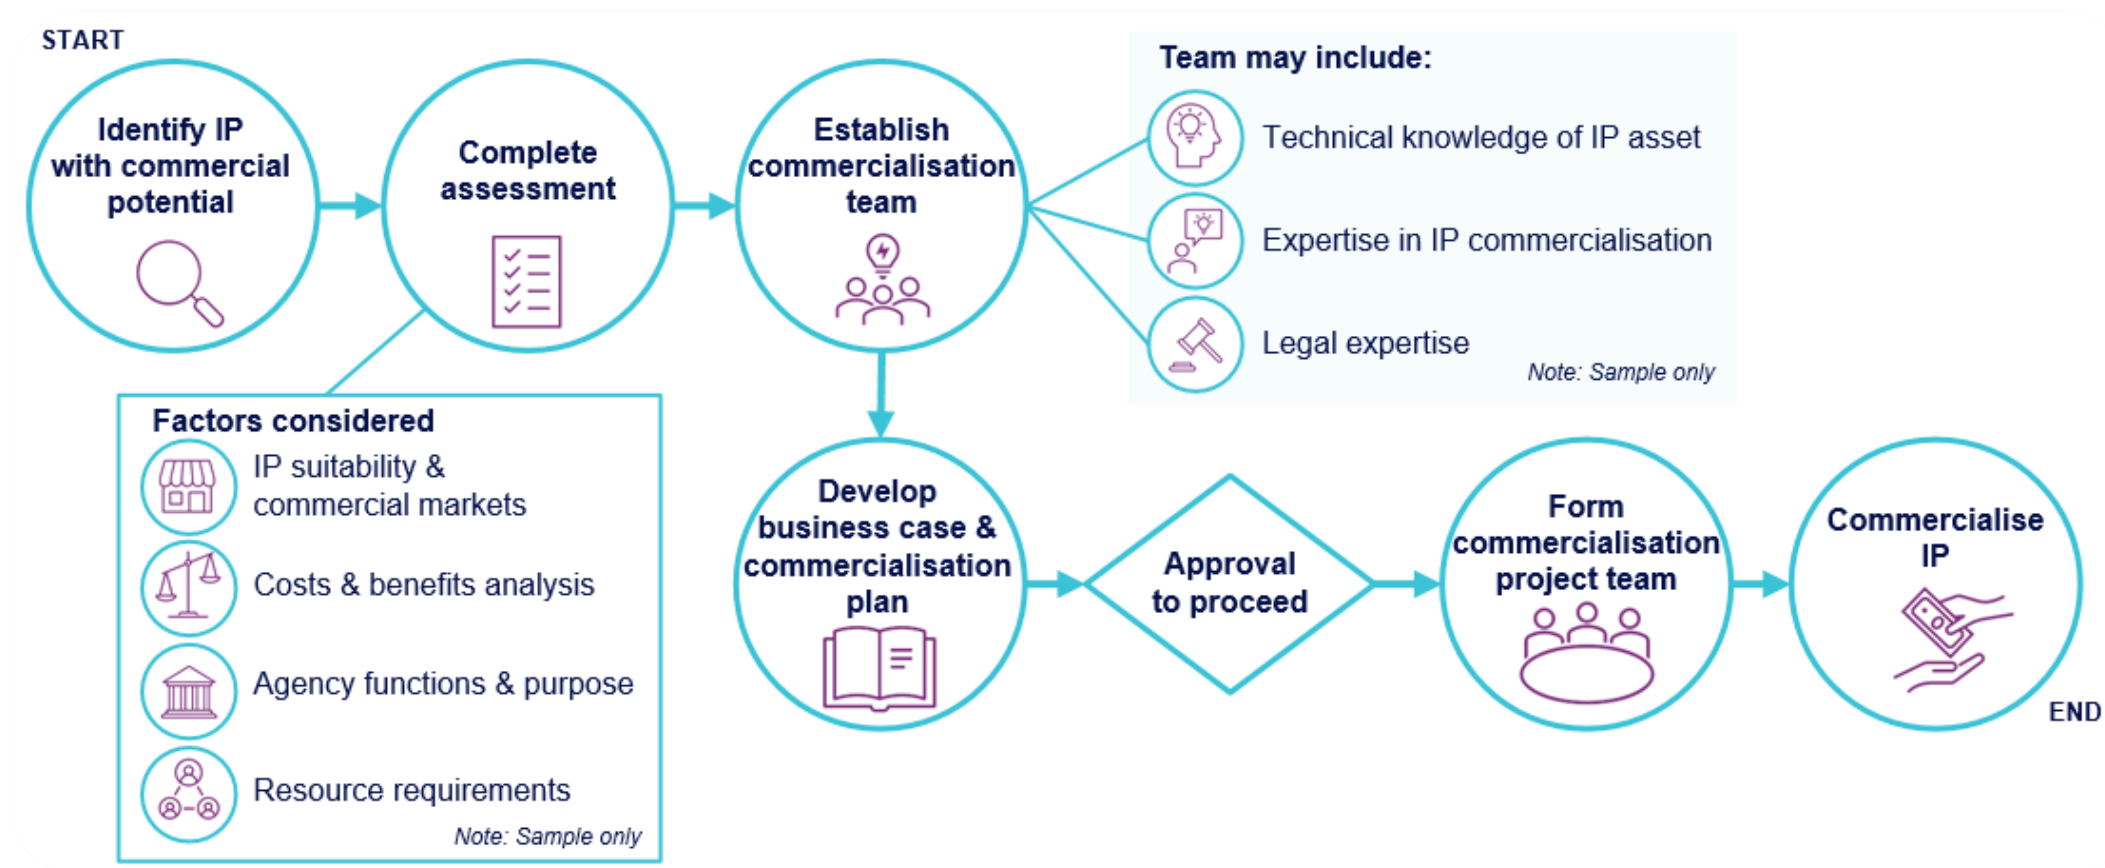 START
Identify IP
with commercial
potential
Complete
assessment
Establish
commercialisation
team
Team may include:
Technical knowledge of IP asset
Expertise in IP commercialisation
Legal expertise
Note: Sample only
Factors considered
IP suitability &
commercial markets
Costs & benefits analysis
Agency functions & purpose
Resource requirements
Note: Sample only
Develop
business case &
commercialisation
plan
Approval
to proceed
Form
commercialisation
project team
Commercialise
IP
END